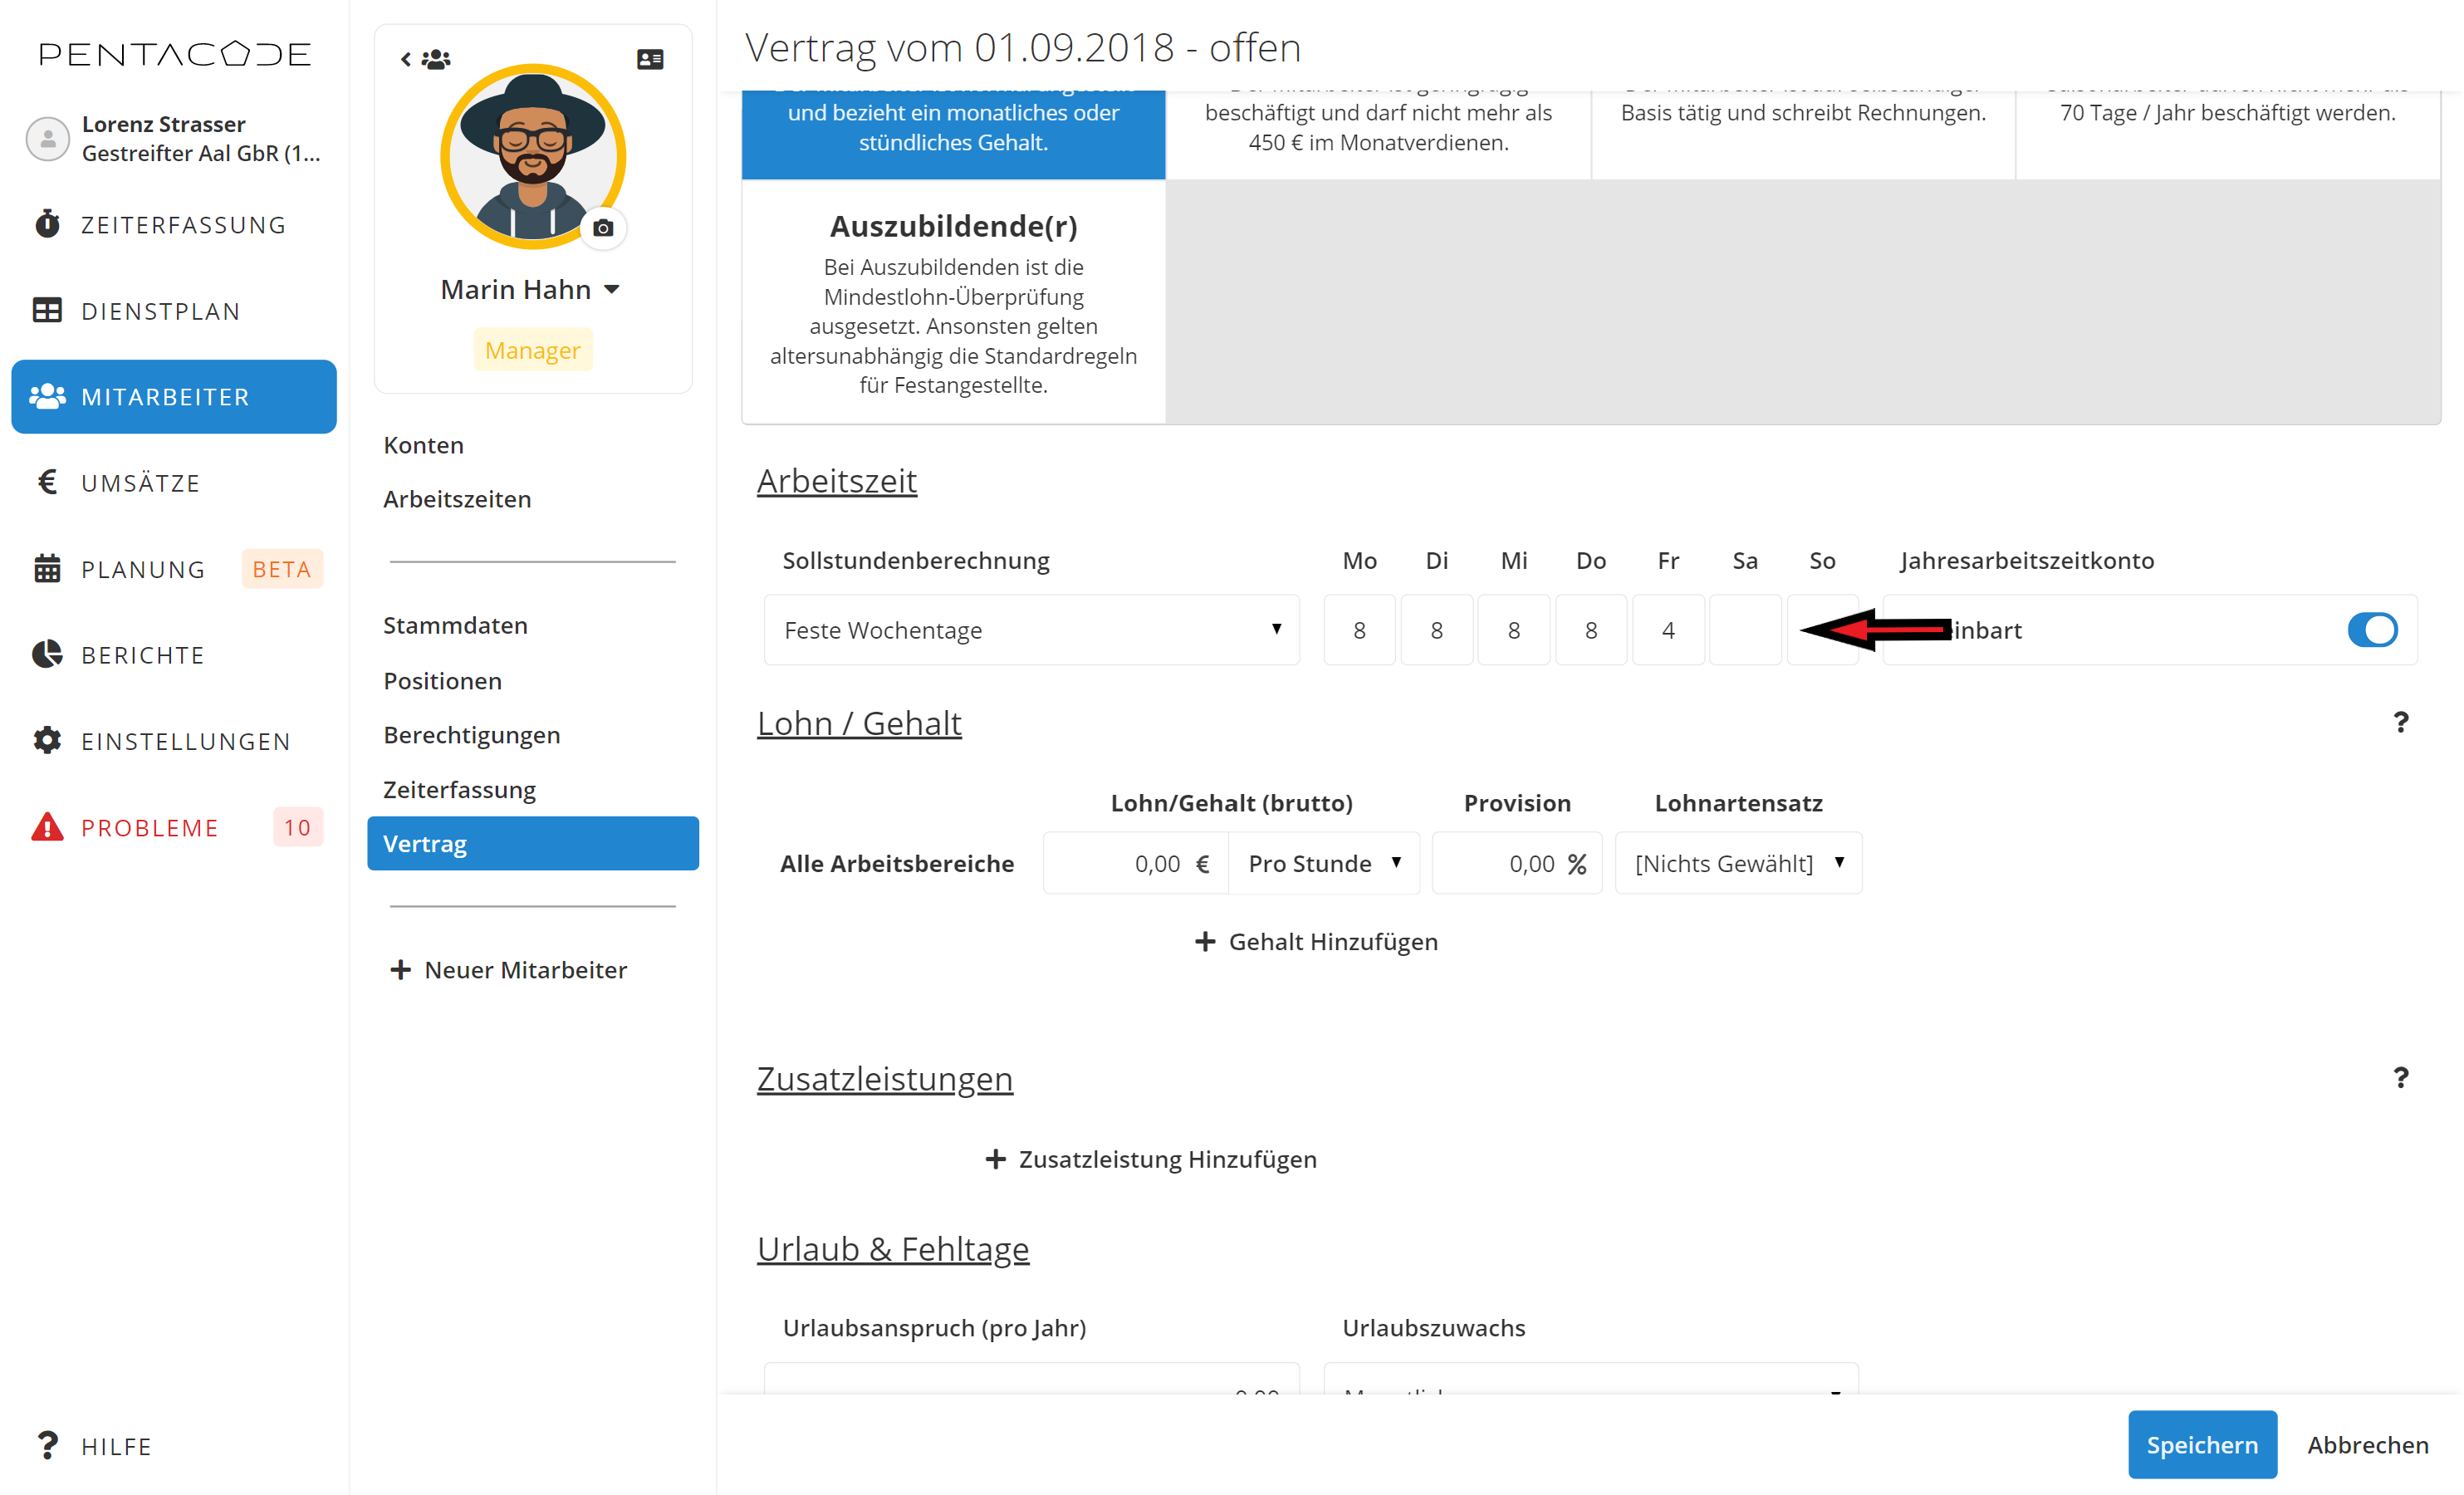 PENTACODE
Lorenz Strasser
Gestreifter Aal GbR (1...
ZEITERFASSUNG
DIENSTPLAN
MITARBEITER
UMSÄTZE
PLANUNG BETA
BERICHTE
EINSTELLUNGEN
PROBLEME 10
HILFE
Marin Hahn
Manager
Konten
Arbeitszeiten
Stammdaten
Positionen
Berechtigungen
Zeiterfassung
Vertrag
Neuer Mitarbeiter
Vertrag vom 01.09.2018 - offen
und bezieht ein monatliches oder
stündliches Gehalt.
beschäftigt und darf nicht mehr als
450 € im Monatverdienen.
Basis tätig und schreibt Rechnungen.
70 Tage / Jahr beschäftigt werden.
Auszubildende(r)
Bei Auszubildenden ist die
Mindestlohn-Überprüfung
ausgesetzt. Ansonsten gelten
altersunabhängig die Standardregeln
für Festangestellte.
Arbeitszeit
Sollstundenberechnung Mo Di Mi Do Fr Sa So Jahresarbeitszeitkonto
Feste Wochentage 8 8 8 8 4 einbart
Lohn / Gehalt ?
Lohn/Gehalt (brutto) Provision Lohnartensatz
Alle Arbeitsbereiche 0,00 € Pro Stunde 0,00 % [Nichts Gewählt]
Gehalt Hinzufügen
Zusatzleistungen ?
Zusatzleistung Hinzufügen
Urlaub & Fehltage
Urlaubsanspruch (pro Jahr) Urlaubszuwachs
Speichern Abbrechen